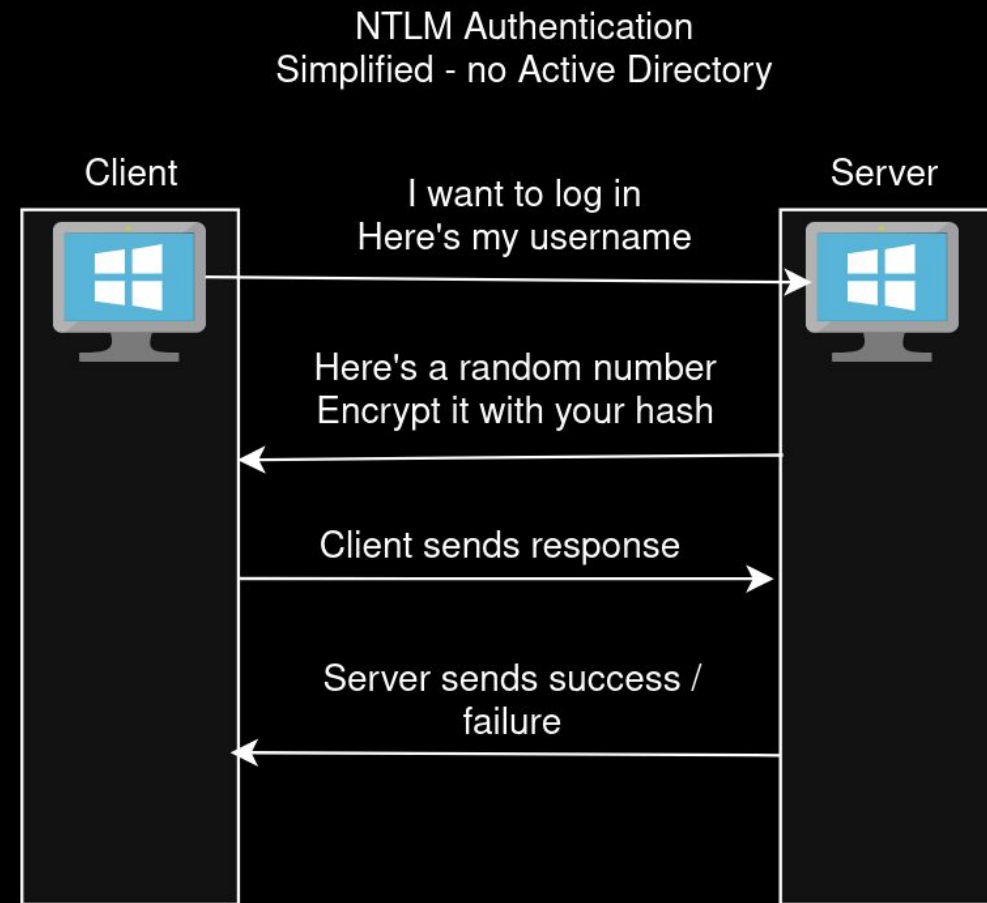 NTLM Authentication
Simplified - no Active Directory
Client
Server
I want to log in
Here's my username
Here's a random number
Encrypt it with your hash
Client sends response
Server sends success /
failure